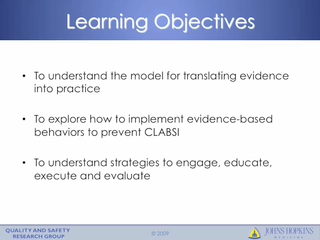 Learning Objectives
• To understand the model for translating evidence
into practice
• To explore how to implement evidence-based
behaviors to prevent CLABSI
• To understand strategies to engage, educate,
execute and evaluate
QUALITY AND SAFETY
RESEARCH GROUP
© 2009
JOHNS HOPKINS
MEDICINE